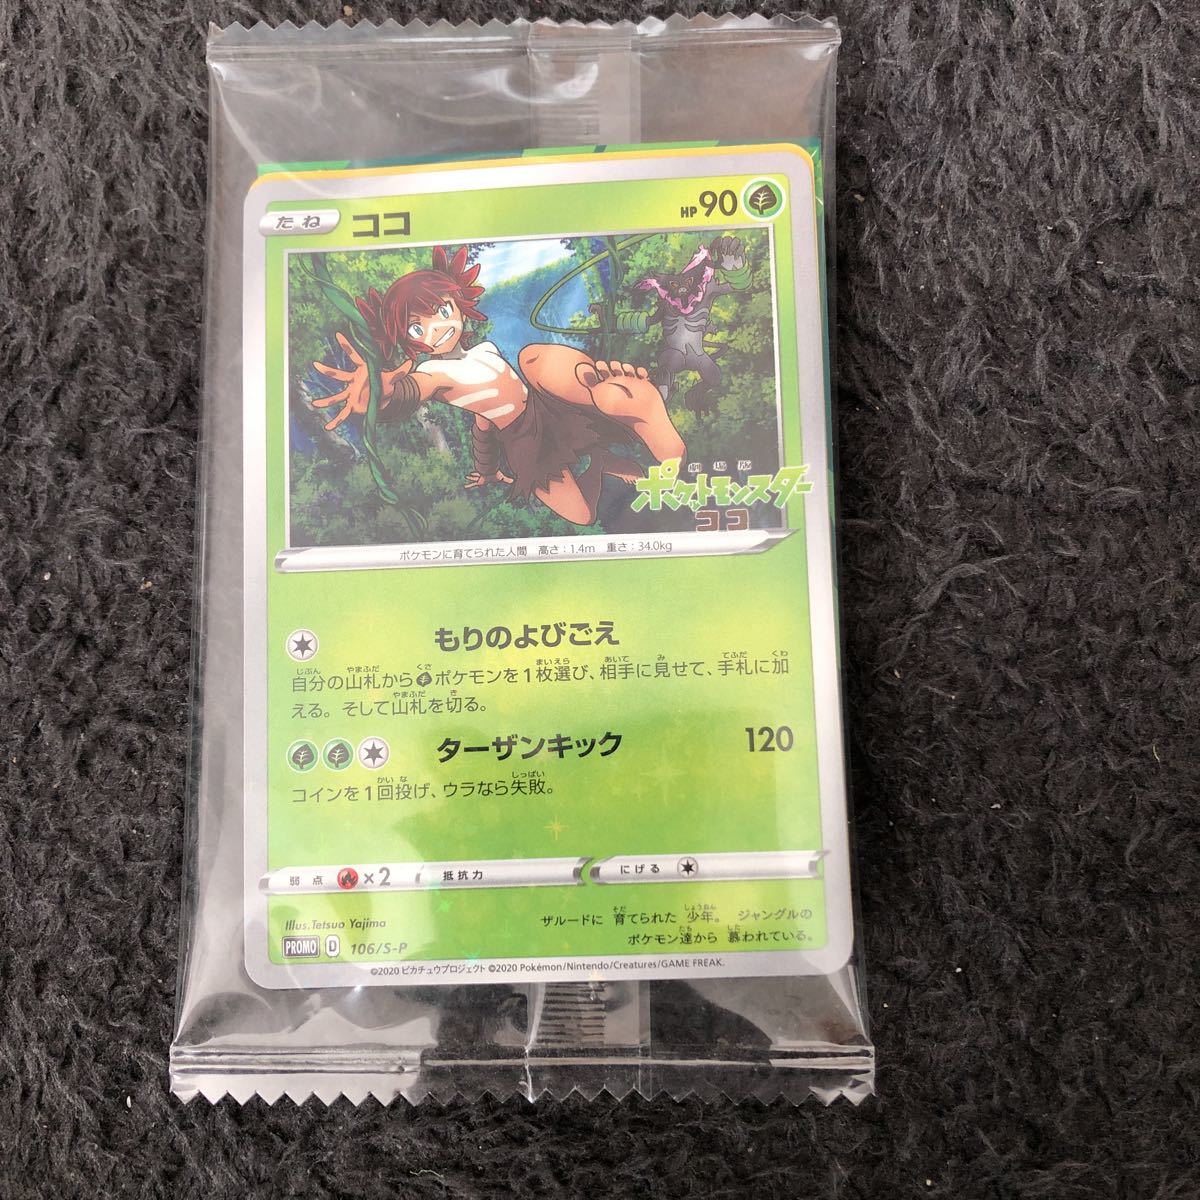 たね ココ HP 90
劇場版
ポケットモンスター
ココ
ポケモンに育てられた人間 高さ:1.4m 重さ:34.0kg
もりのよびごえ
自分の山札からポケモンを1枚選び、相手に見せて、手札に加
える。そして山札を切る。
ターザンキック 120
コインを1回投げ、ウラなら失敗。
弱点 ×2 抵抗力 にげる
Illus.Tetsuo Yajima
PROMO D 106/S-P
ザルードに 育てられた 少年。 ジャングルの
ポケモン達から 慕われている。
©2020 ピカチュウプロジェクト ©2020 Pokémon/Nintendo/Creatures/GAME FREAK.